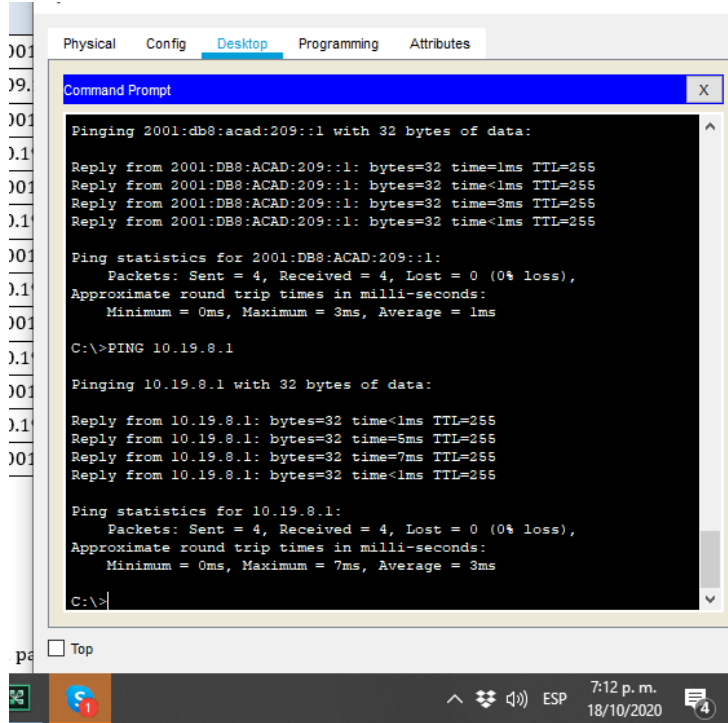 Physical Config Desktop Programming Attributes
Command Prompt X
Pinging 2001:db8:acad:209::1 with 32 bytes of data:
Reply from 2001:DB8:ACAD:209::1: bytes=32 time=1ms TTL=255
Reply from 2001:DB8:ACAD:209::1: bytes=32 time<1ms TTL=255
Reply from 2001:DB8:ACAD:209::1: bytes=32 time=3ms TTL=255
Reply from 2001:DB8:ACAD:209::1: bytes=32 time<1ms TTL=255
Ping statistics for 2001:DB8:ACAD:209::1:
Packets: Sent = 4, Received = 4, Lost = 0 (0% loss),
Approximate round trip times in milli-seconds:
Minimum = 0ms, Maximum = 3ms, Average = 1ms
C:\>PING 10.19.8.1
Pinging 10.19.8.1 with 32 bytes of data:
Reply from 10.19.8.1: bytes=32 time<1ms TTL=255
Reply from 10.19.8.1: bytes=32 time=5ms TTL=255
Reply from 10.19.8.1: bytes=32 time=7ms TTL=255
Reply from 10.19.8.1: bytes=32 time<1ms TTL=255
Ping statistics for 10.19.8.1:
Packets: Sent = 4, Received = 4, Lost = 0 (0% loss),
Approximate round trip times in milli-seconds:
Minimum = 0ms, Maximum = 7ms, Average = 3ms
C:\>
Top
S 1
ESP
7:12 p. m.
18/10/2020
4